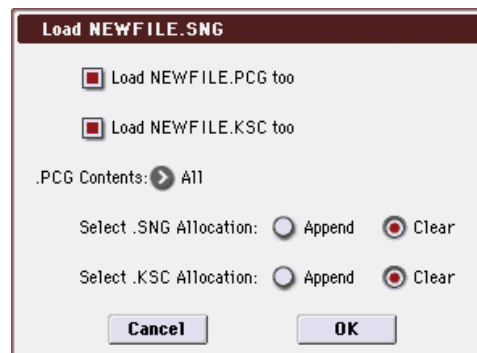 Load NEWFILE.SNG
Load NEWFILE.PCG too
Load NEWFILE.KSC too
.PCG Contents: All
Select .SNG Allocation: Append Clear
Select .KSC Allocation: Append Clear
Cancel OK